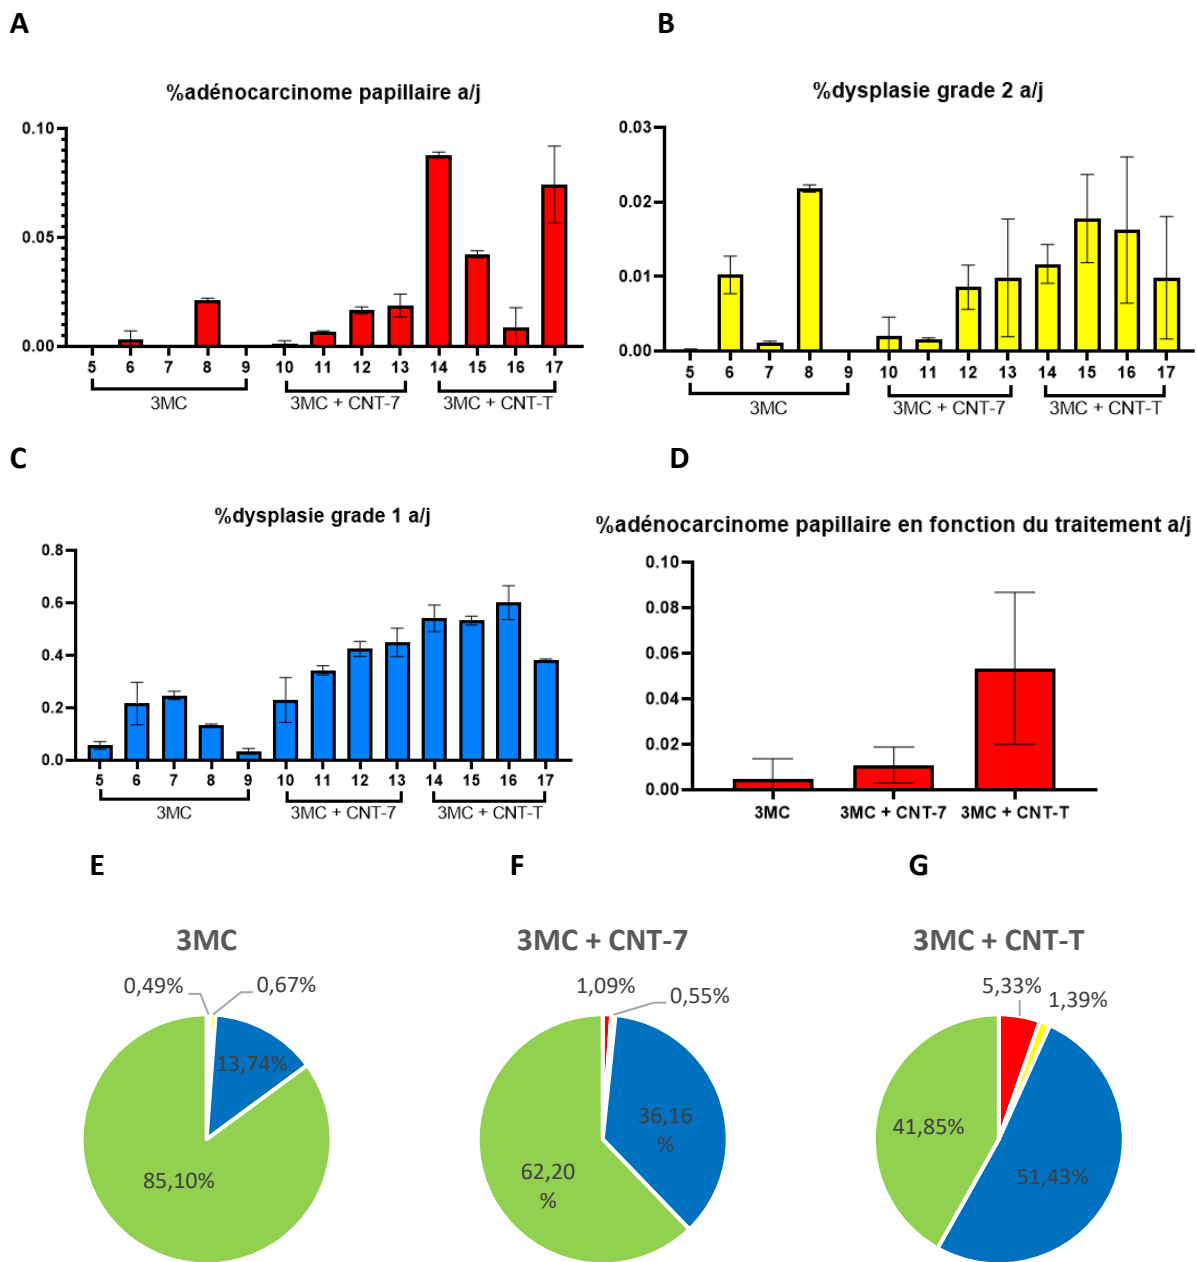 A
B
%adénocarcinome papillaire a/j
%dysplasie grade 2 a/j
0.10
0.05
0.00
5 6 7 8 9 10 11 12 13 14 15 16 17
3MC 3MC + CNT-7 3MC + CNT-T
0.03
0.02
0.01
0.00
5 6 7 8 9 10 11 12 13 14 15 16 17
3MC 3MC + CNT-7 3MC + CNT-T
C
D
%dysplasie grade 1 a/j
%adénocarcinome papillaire en fonction du traitement a/j
0.8
0.6
0.4
0.2
0.0
5 6 7 8 9 10 11 12 13 14 15 16 17
3MC 3MC + CNT-7 3MC + CNT-T
0.10
0.08
0.06
0.04
0.02
0.00
3MC 3MC + CNT-7 3MC + CNT-T
E
F
G
3MC
0,49% 0,67%
13,74%
85,10%
3MC + CNT-7
1,09% 0,55%
36,16
%
62,20
%
3MC + CNT-T
5,33%
1,39%
41,85%
51,43%